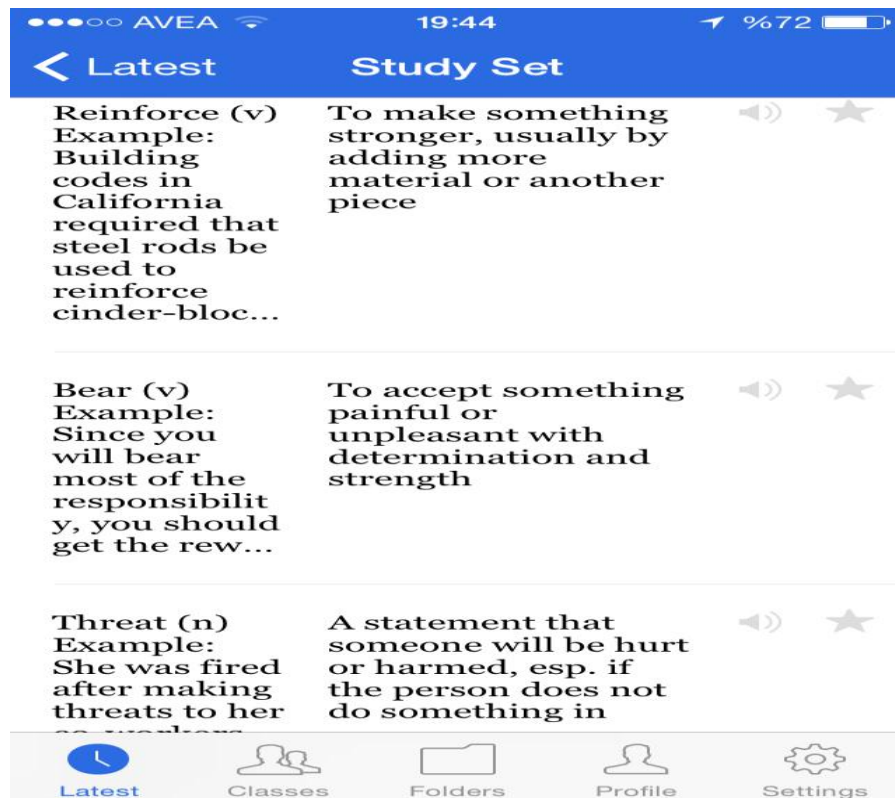 AVEA 19:44 %72
Latest Study Set
Reinforce (v)
Example:
Building
codes in
California
required that
steel rods be
used to
reinforce
cinder-bloc...
To make something
stronger, usually by
adding more
material or another
piece
Bear (v)
Example:
Since you
will bear
most of the
responsibilit
y, you should
get the rew...
To accept something
painful or
unpleasant with
determination and
strength
Threat (n)
Example:
She was fired
after making
threats to her
co-workers
A statement that
someone will be hurt
or harmed, esp. if
the person does not
do something in
Latest Classes Folders Profile Settings